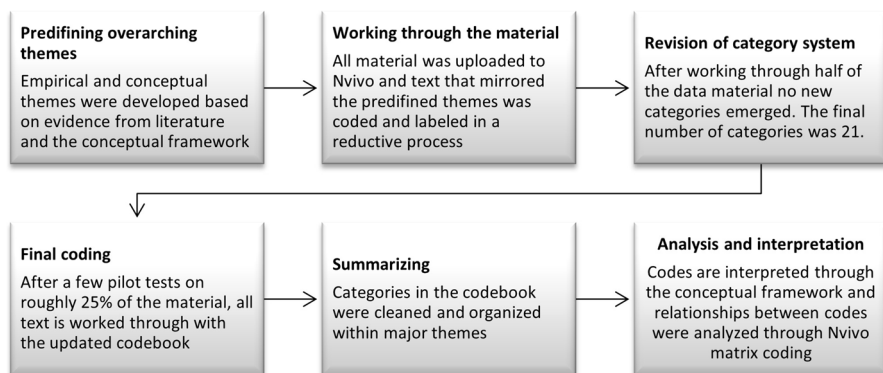 Predifining overarching
themes
Empirical and conceptual
themes were developed based
on evidence from literature
and the conceptual framework
Working through the material
All material was uploaded to
Nvivo and text that mirrored
the predifined themes was
coded and labeled in a
reductive process
Revision of category system
After working through half of
the data material no new
categories emerged. The final
number of categories was 21.
Final coding
After a few pilot tests on
roughly 25% of the material, all
text is worked through with
the updated codebook
Summarizing
Categories in the codebook
were cleaned and organized
within major themes
Analysis and interpretation
Codes are interpreted through
the conceptual framework and
relationships between codes
were analyzed through Nvivo
matrix coding